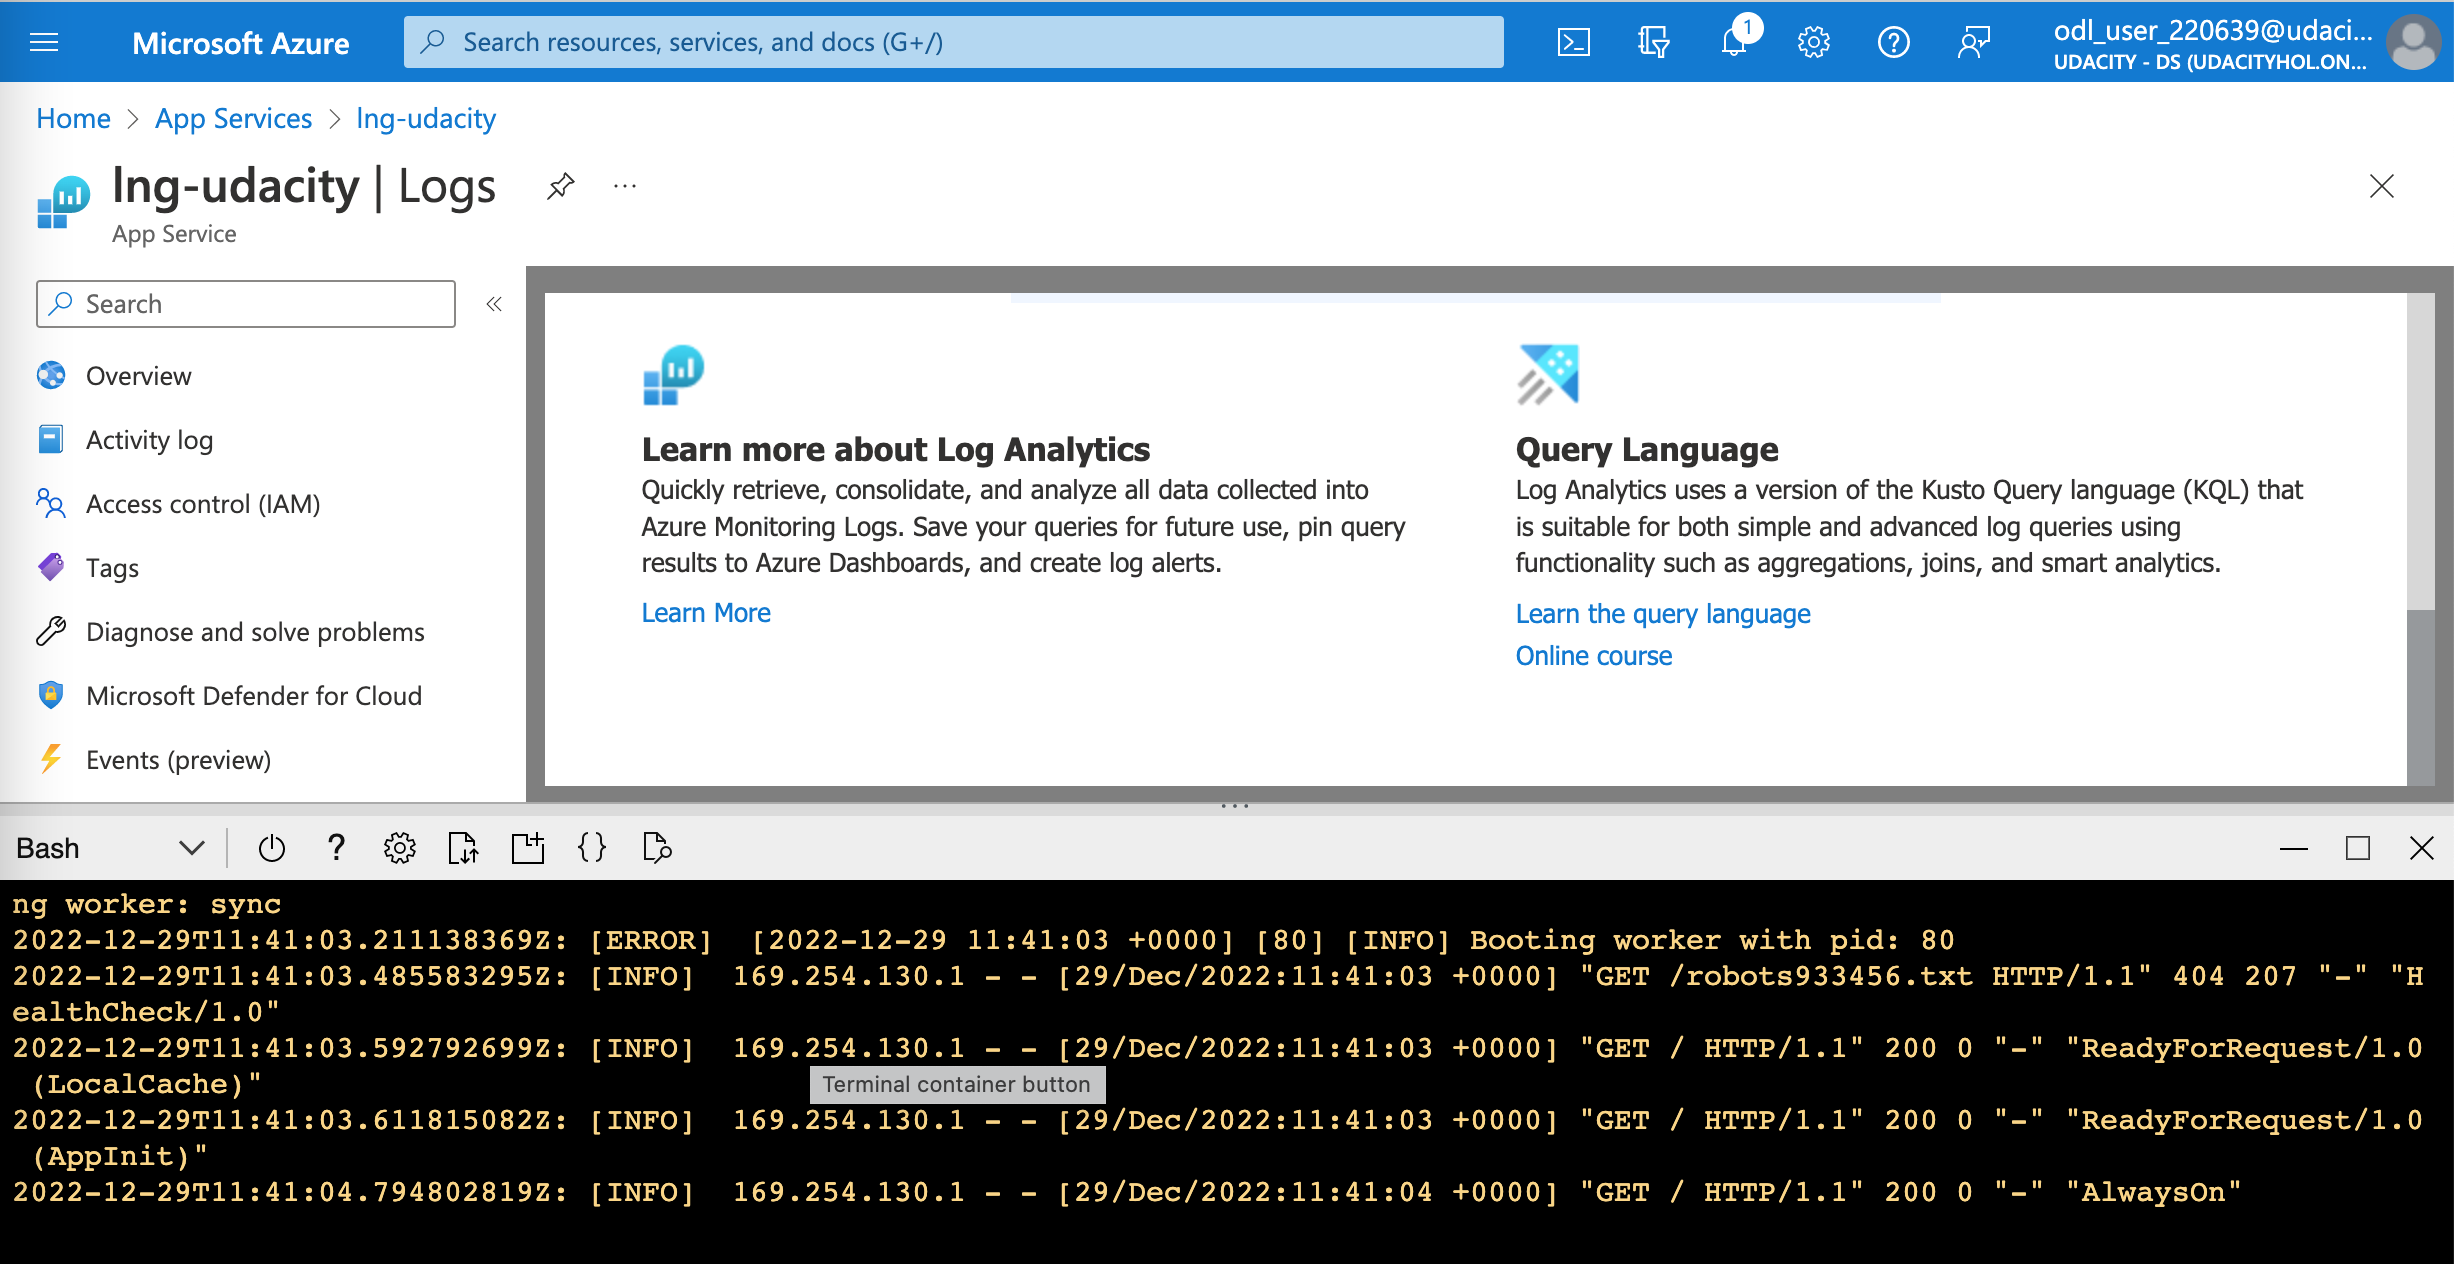 Microsoft Azure
Search resources, services, and docs (G+/)
1
odl_user_220639@udaci...
UDACITY - DS (UDACITYHOL.ON...
Home > App Services > lng-udacity
lng-udacity | Logs
...
App Service
Search
«
Overview
Activity log
Access control (IAM)
Tags
Diagnose and solve problems
Microsoft Defender for Cloud
Events (preview)
Learn more about Log Analytics
Quickly retrieve, consolidate, and analyze all data collected into
Azure Monitoring Logs. Save your queries for future use, pin query
results to Azure Dashboards, and create log alerts.
Learn More
Query Language
Log Analytics uses a version of the Kusto Query language (KQL) that
is suitable for both simple and advanced log queries using
functionality such as aggregations, joins, and smart analytics.
Learn the query language
Online course
Bash
ng worker: sync
2022-12-29T11:41:03.211138369Z: [ERROR]  [2022-12-29 11:41:03 +0000] [80] [INFO] Booting worker with pid: 80
2022-12-29T11:41:03.485583295Z: [INFO]  169.254.130.1 - - [29/Dec/2022:11:41:03 +0000] "GET /robots933456.txt HTTP/1.1" 404 207 "-" "H
ealthCheck/1.0"
2022-12-29T11:41:03.592792699Z: [INFO]  169.254.130.1 - - [29/Dec/2022:11:41:03 +0000] "GET / HTTP/1.1" 200 0 "-" "ReadyForRequest/1.0
(LocalCache)"
Terminal container button
2022-12-29T11:41:03.611815082Z: [INFO]  169.254.130.1 - - [29/Dec/2022:11:41:03 +0000] "GET / HTTP/1.1" 200 0 "-" "ReadyForRequest/1.0
(AppInit)"
2022-12-29T11:41:04.794802819Z: [INFO]  169.254.130.1 - - [29/Dec/2022:11:41:04 +0000] "GET / HTTP/1.1" 200 0 "-" "AlwaysOn"